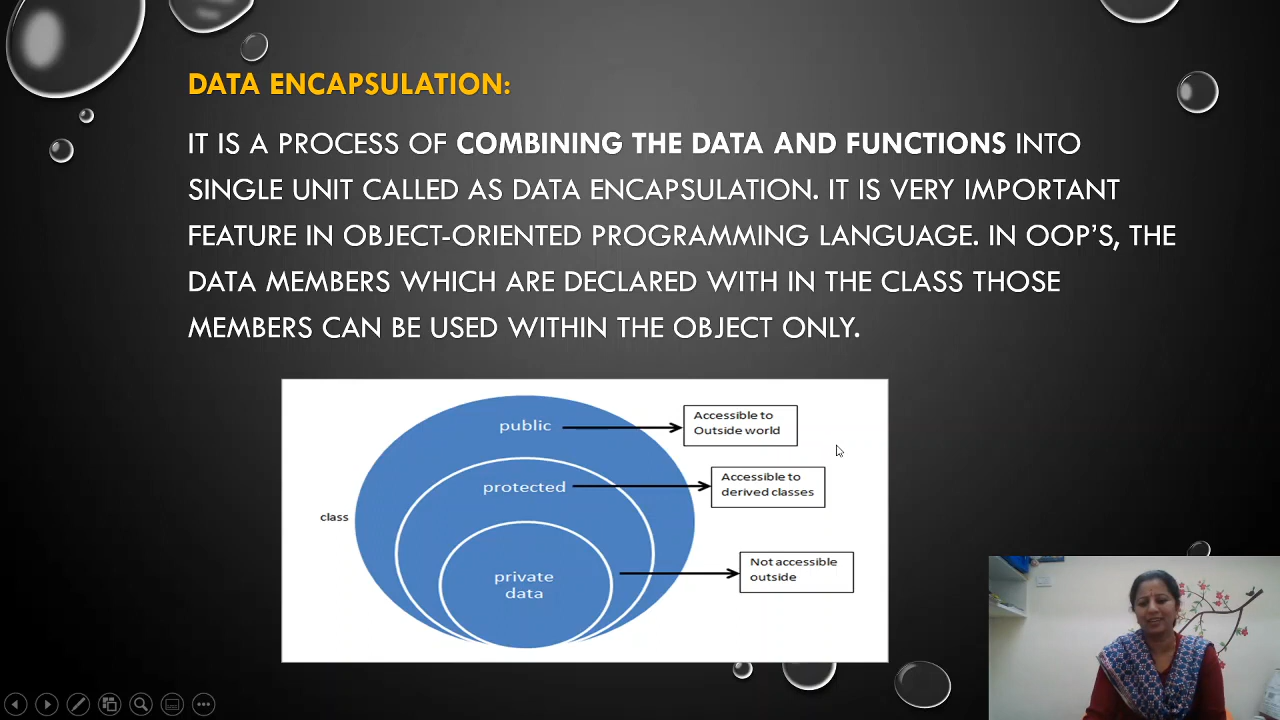 DATA ENCAPSULATION:
IT IS A PROCESS OF COMBINING THE DATA AND FUNCTIONS INTO
SINGLE UNIT CALLED AS DATA ENCAPSULATION. IT IS VERY IMPORTANT
FEATURE IN OBJECT-ORIENTED PROGRAMMING LANGUAGE. IN OOP'S, THE
DATA MEMBERS WHICH ARE DECLARED WITH IN THE CLASS THOSE
MEMBERS CAN BE USED WITHIN THE OBJECT ONLY.
public
Accessible to
Outside world
protected
Accessible to
derived classes
class
private
data
Not accessible
outside